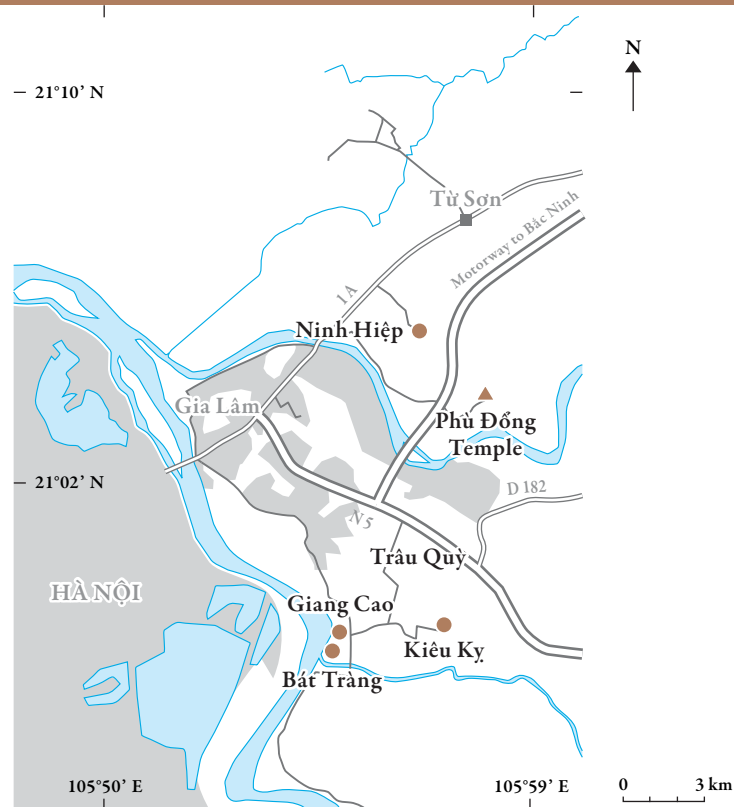 N
21°10’ N
Từ Sơn
Motorway to Bắc Ninh
1A
Ninh Hiệp
Gia Lâm
Phù Đổng
Temple
21°02’ N
D 182
N5
Trâu Quỳ
HÀ NỘI
Giang Cao
Kiêu Kỵ
Bát Tràng
105°50’ E
105°59’ E
0
3 km